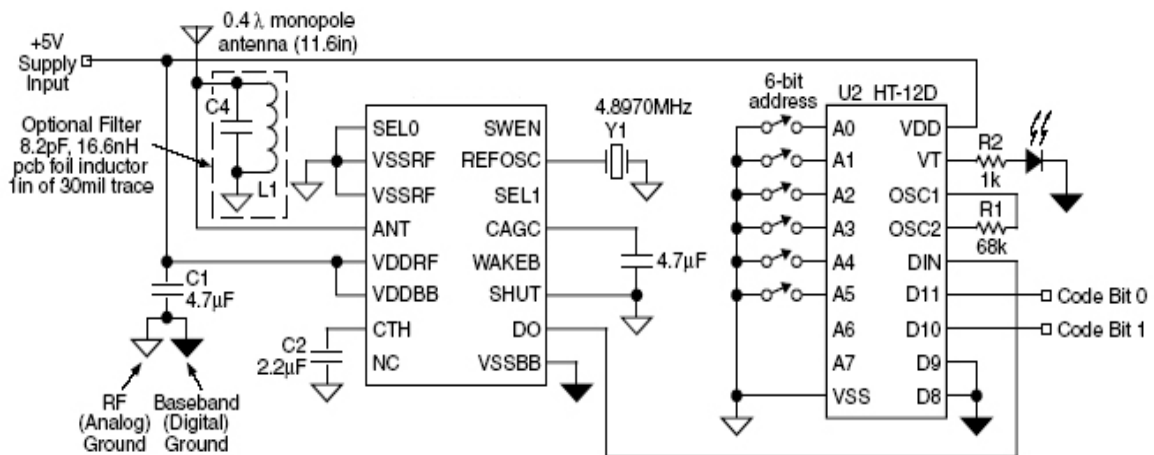 +5V
Supply
Input
0.4 λ monopole
antenna (11.6in)
C4
L1
Optional Filter
8.2pF, 16.6nH
pcb foil inductor
1in of 30mil trace
C1
4.7µF
C2
2.2µF
RF
(Analog)
Ground
Baseband
(Digital)
Ground
SEL0
VSSRF
VSSRF
ANT
VDDRF
VDDBB
CTH
NC
SWEN
REFOSC
SEL1
CAGC
WAKEB
SHUT
DO
VSSBB
4.8970MHz
Y1
4.7µF
6-bit
address
U2 HT-12D
A0
A1
A2
A3
A4
A5
A6
A7
VSS
VDD
VT
OSC1
OSC2
DIN
D11
D10
D9
D8
R2
1k
R1
68k
Code Bit 0
Code Bit 1